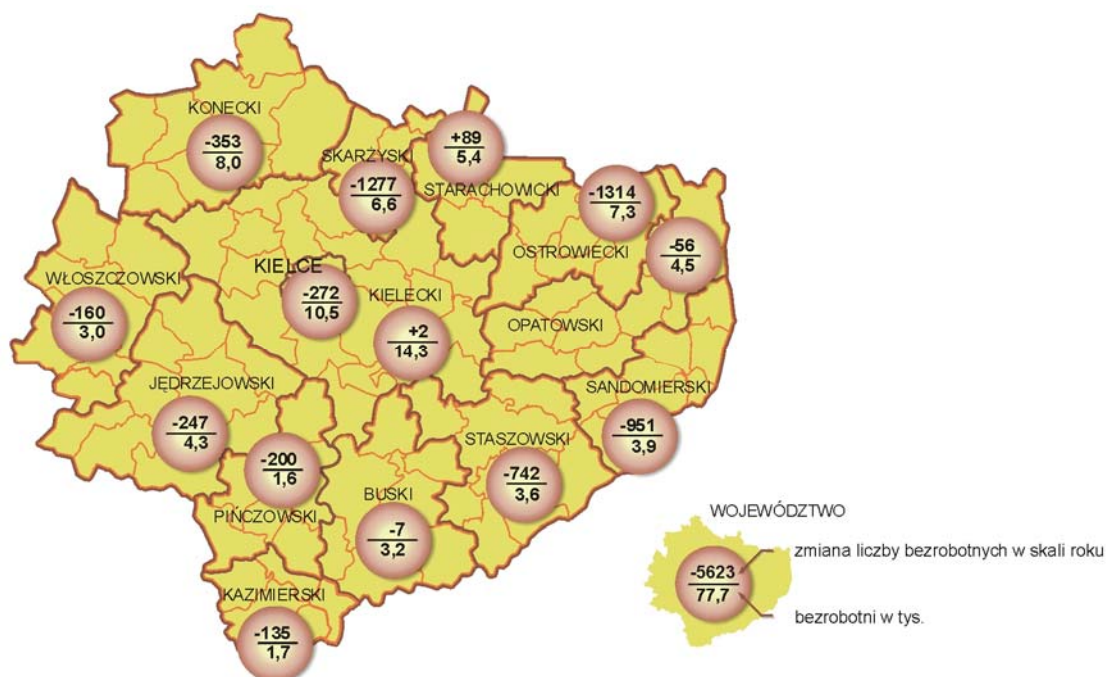 KONECKI
-353
8,0
SKARŻYSKI
-1277
6,6
+89
5,4
STARACHOWICKI
-1314
7,3
OSTROWIECKI
-56
4,5
OPATOWSKI
WŁOSZCZOWSKI
-160
3,0
KIELCE
-272
10,5
KIELECKI
+2
14,3
JĘDRZEJOWSKI
-247
4,3
SANDOMIERSKI
-951
3,9
STASZOWSKI
-742
3,6
-200
1,6
PIŃCZOWSKI
BUSKI
-7
3,2
KAZIMIERSKI
-135
1,7
WOJEWÓDZTWO
-5623
77,7
zmiana liczby bezrobotnych w skali roku
bezrobotni w tys.